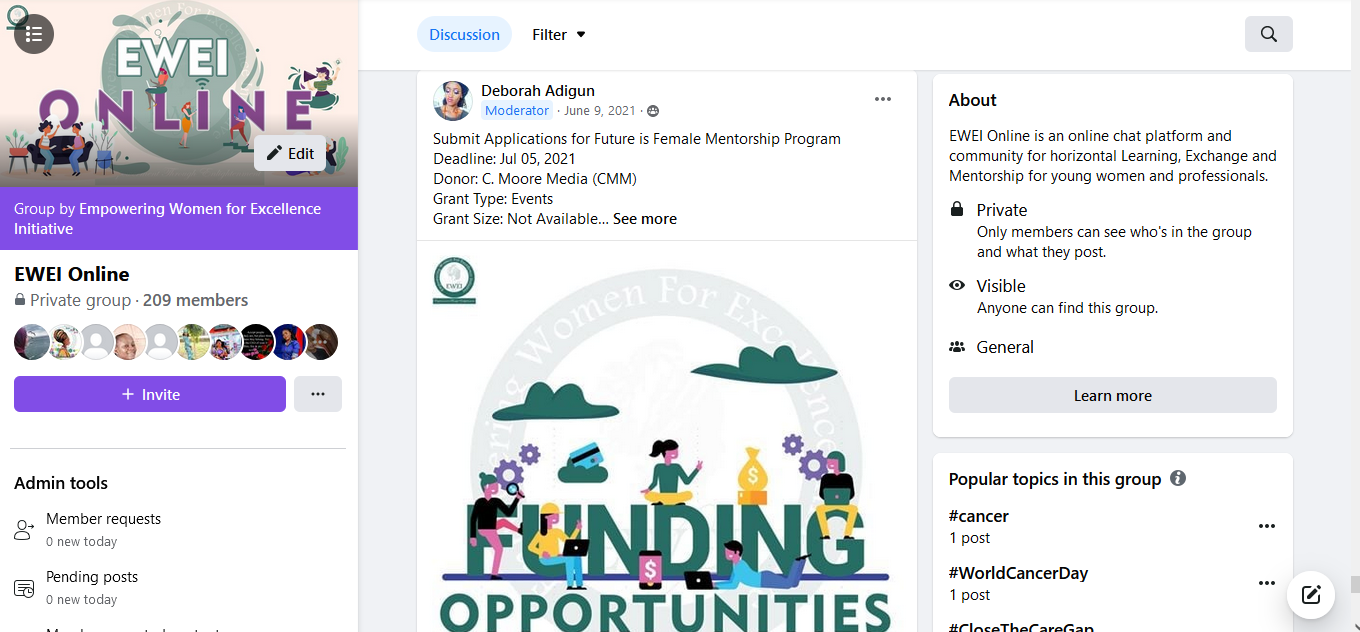 EWEI
ONLINE
Edit
Group by Empowering Women for Excellence
Initiative
EWEI Online
Private group · 209 members
+ Invite
Admin tools
Member requests
0 new today
Pending posts
0 new today
Discussion
Filter
Deborah Adigun
Moderator · June 9, 2021 ·
Submit Applications for Future is Female Mentorship Program
Deadline: Jul 05, 2021
Donor: C. Moore Media (CMM)
Grant Type: Events
Grant Size: Not Available... See more
EWEI
Women For Excellence
FUNDING
OPPORTUNITIES
About
EWEI Online is an online chat platform and
community for horizontal Learning, Exchange and
Mentorship for young women and professionals.
Private
Only members can see who's in the group
and what they post.
Visible
Anyone can find this group.
General
Learn more
Popular topics in this group
#cancer
1 post
#WorldCancerDay
1 post
#CloseTheCareGap